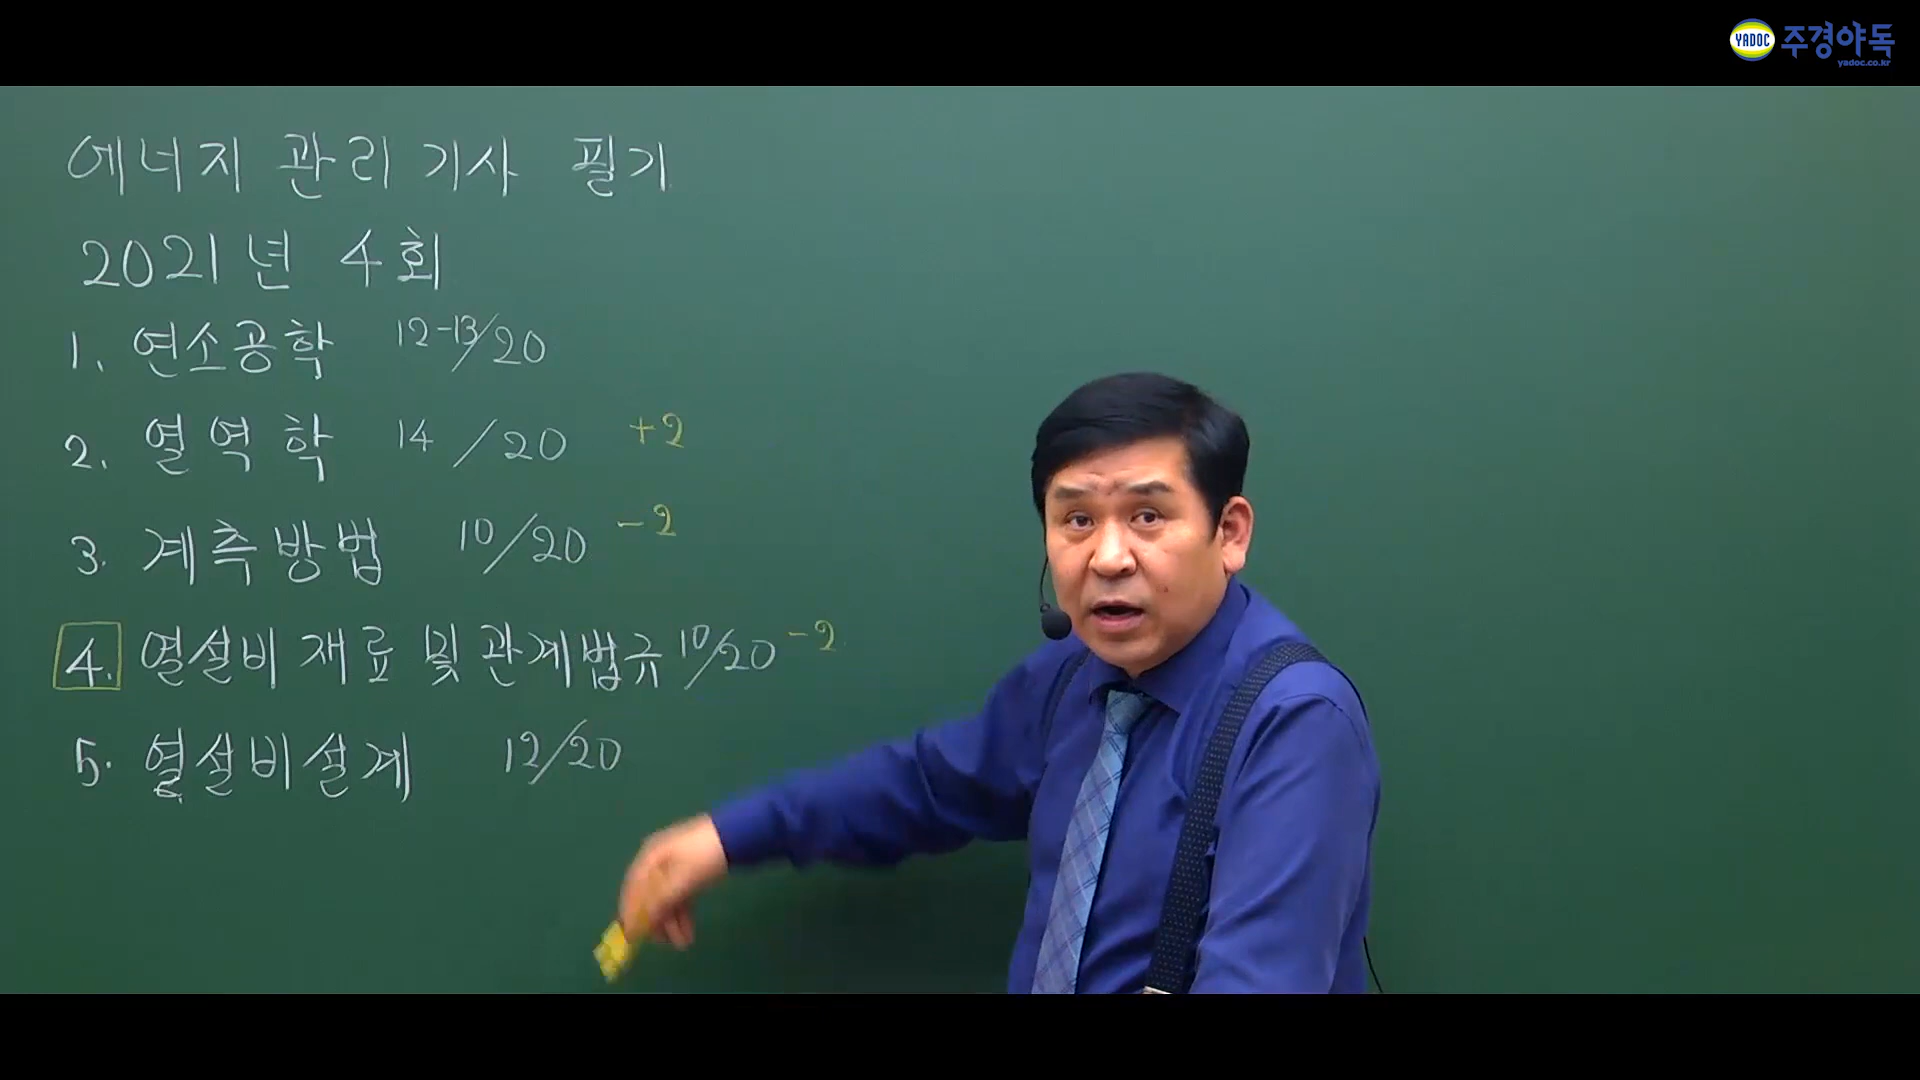 YADOC 주경야독
yadoc.co.kr
에너지 관리 기사 필기
2021년 4회
1. 연소공학 12-13/20
2. 열역학 14/20 +2
3. 계측방법 10/20 -2
4. 열설비 재료 및 관계법규 10/20 -2
5. 열설비설계 12/20